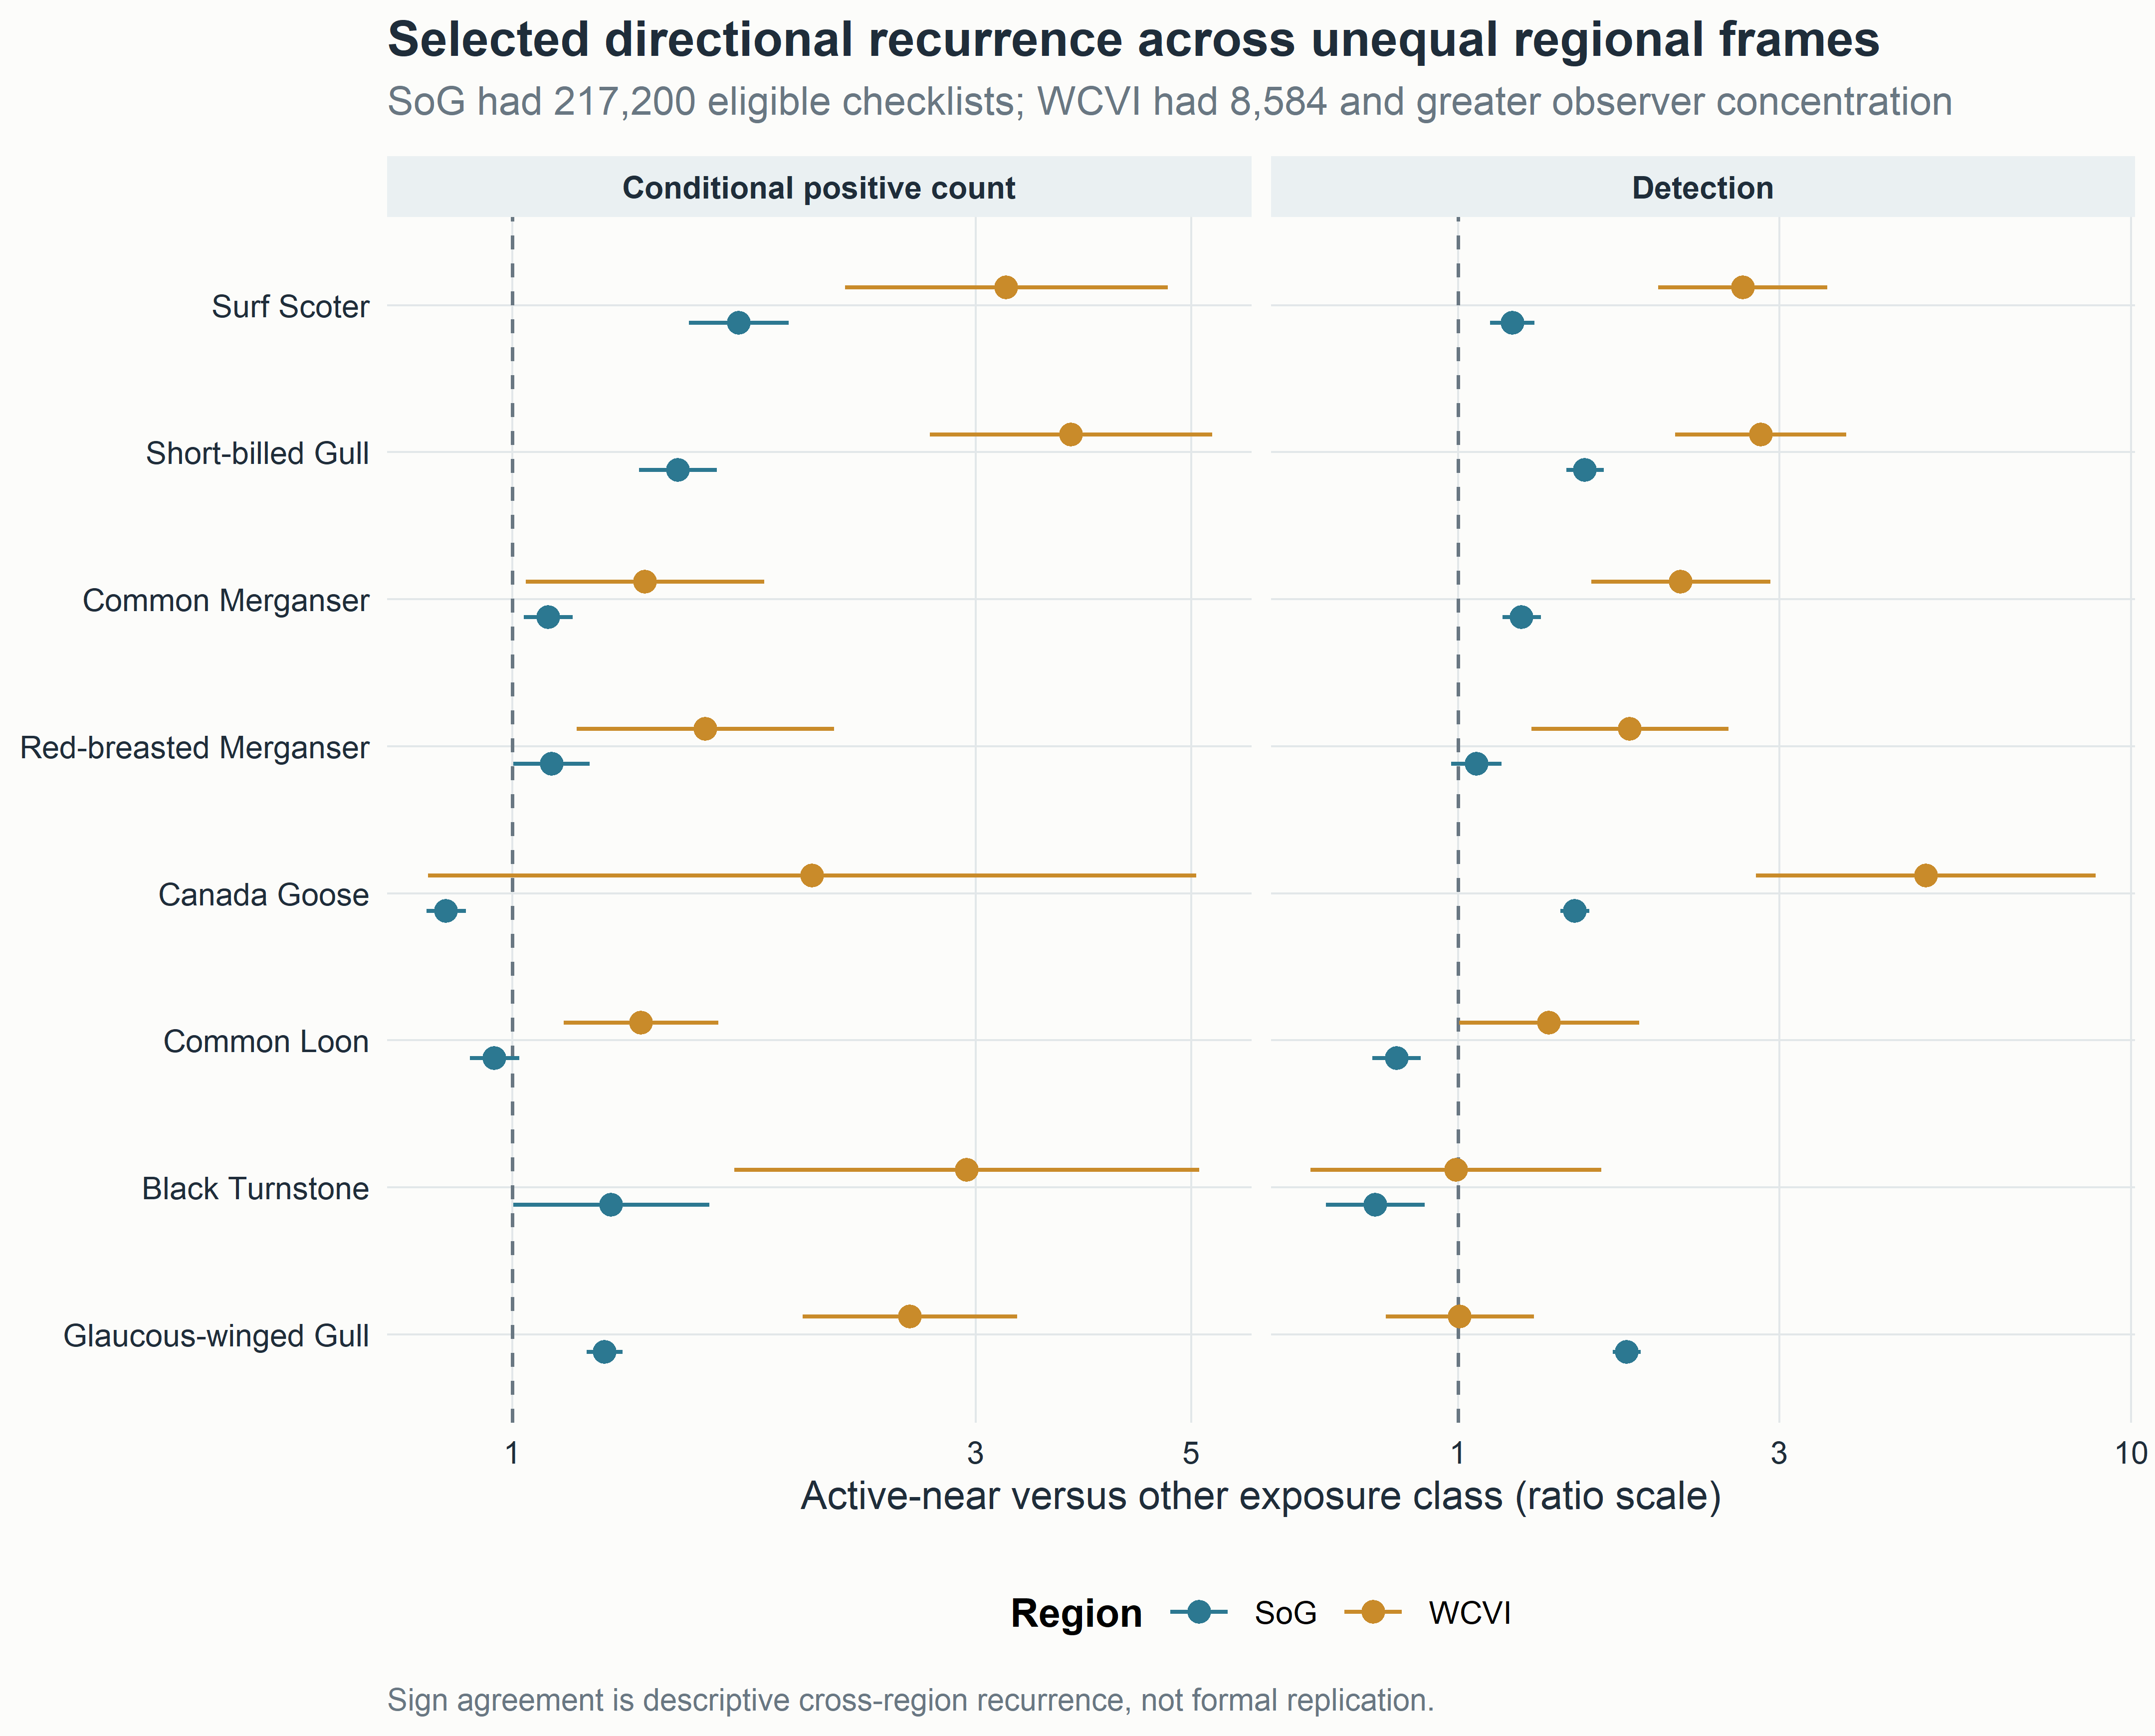 Selected directional recurrence across unequal regional frames
SoG had 217,200 eligible checklists; WCVI had 8,584 and greater observer concentration
Conditional positive count
Detection
Surf Scoter
Short-billed Gull
Common Merganser
Red-breasted Merganser
Canada Goose
Common Loon
Black Turnstone
Glaucous-winged Gull
1 3 5
1 3 10
Active-near versus other exposure class (ratio scale)
Region SoG WCVI
Sign agreement is descriptive cross-region recurrence, not formal replication.